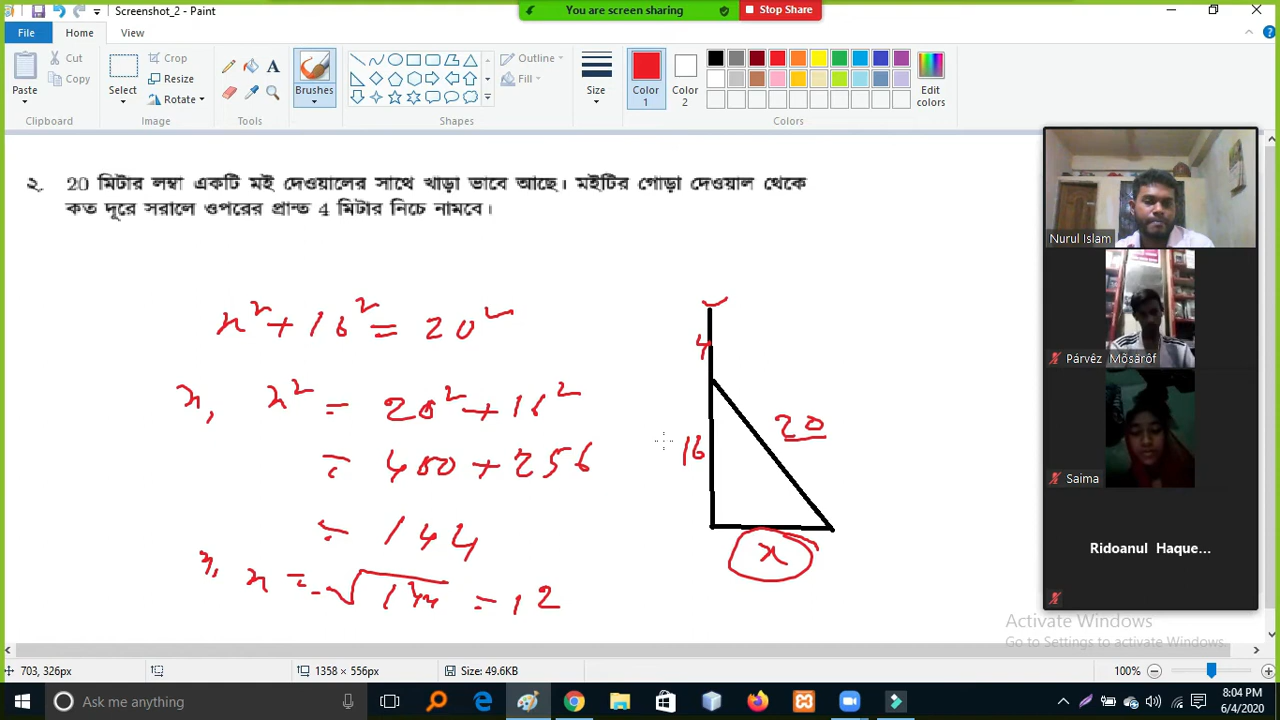 Screenshot_2 - Paint
You are screen sharing
Stop Share
File
Home
View
Paste
Cut
Copy
Clipboard
Select
Crop
Resize
Rotate
Image
A
Tools
Brushes
Shapes
Outline
Fill
Size
Color 1
Color 2
Colors
Edit colors
২. 20 মিটার লম্বা একটি মই দেওয়ালের সাথে খাড়া ভাবে আছে। মইটির গোড়া দেওয়াল থেকে
কত দূরে সরালে ওপরের প্রান্ত 4 মিটার নিচে নামবে।
x² + 16² = 20²
x² = 20² + 16²
= 400 + 256
= 144
x = √144 = 12
4
16
20
x
Nurul Islam
Párvêz Mõsäröf
Saima
Ridoanul Haque...
Activate Windows
Go to Settings to activate Windows.
703, 326px
1358 × 556px
Size: 49.6KB
100%
Ask me anything
8:04 PM
6/4/2020